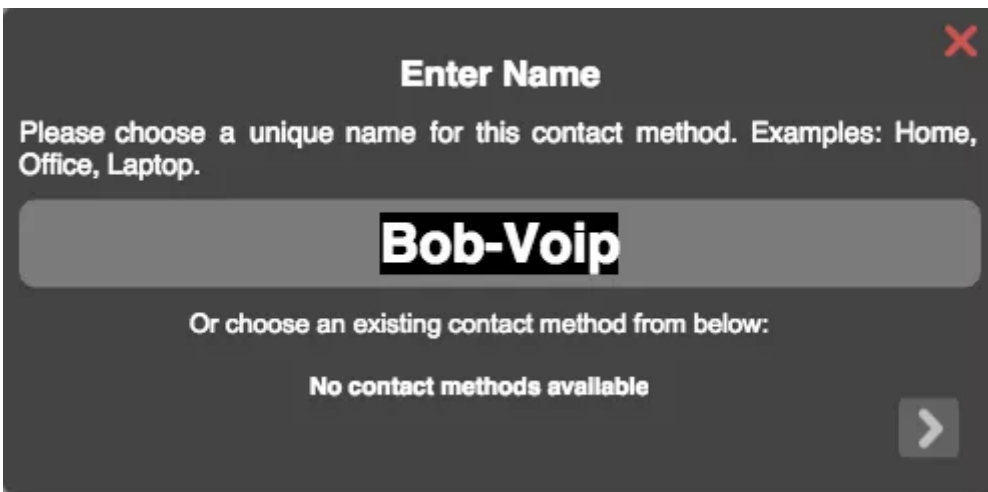 Enter Name
Please choose a unique name for this contact method. Examples: Home,
Office, Laptop.
Bob-Voip
Or choose an existing contact method from below:
No contact methods available